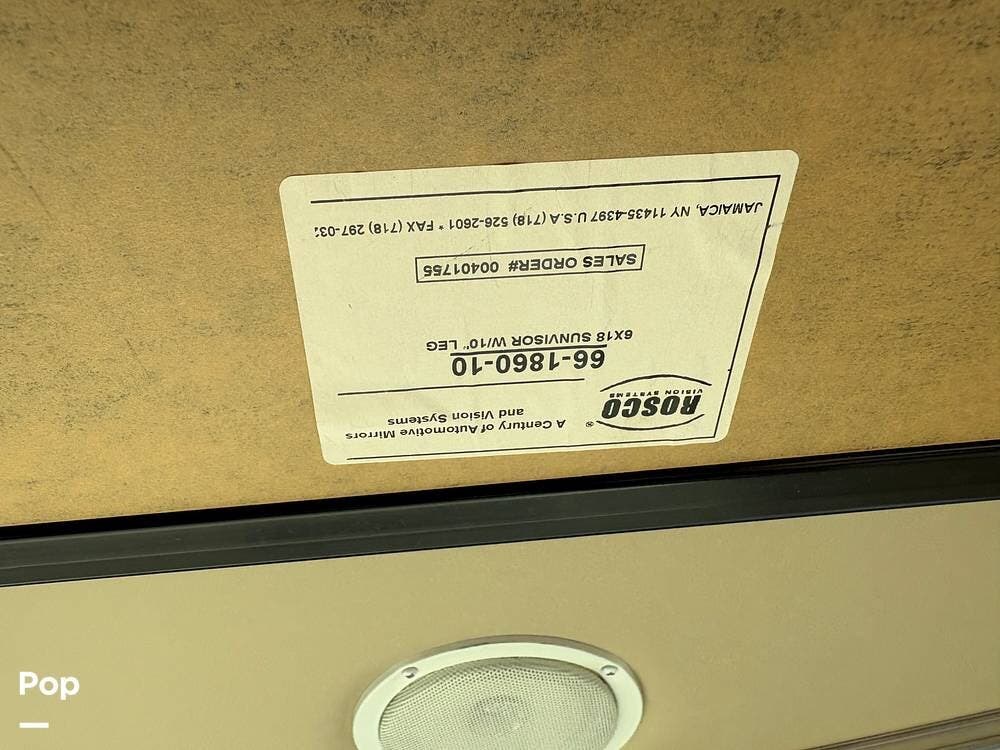 ROSCO®
VISION SYSTEMS
A Century of Automotive Mirrors
and Vision Systems
66-1860-10
6X18 SUNVISOR W/10" LEG
SALES ORDER# 00401755
JAMAICA, NY 11435-4397 U.S.A (718) 526-2601 * FAX (718) 297-03
Pop